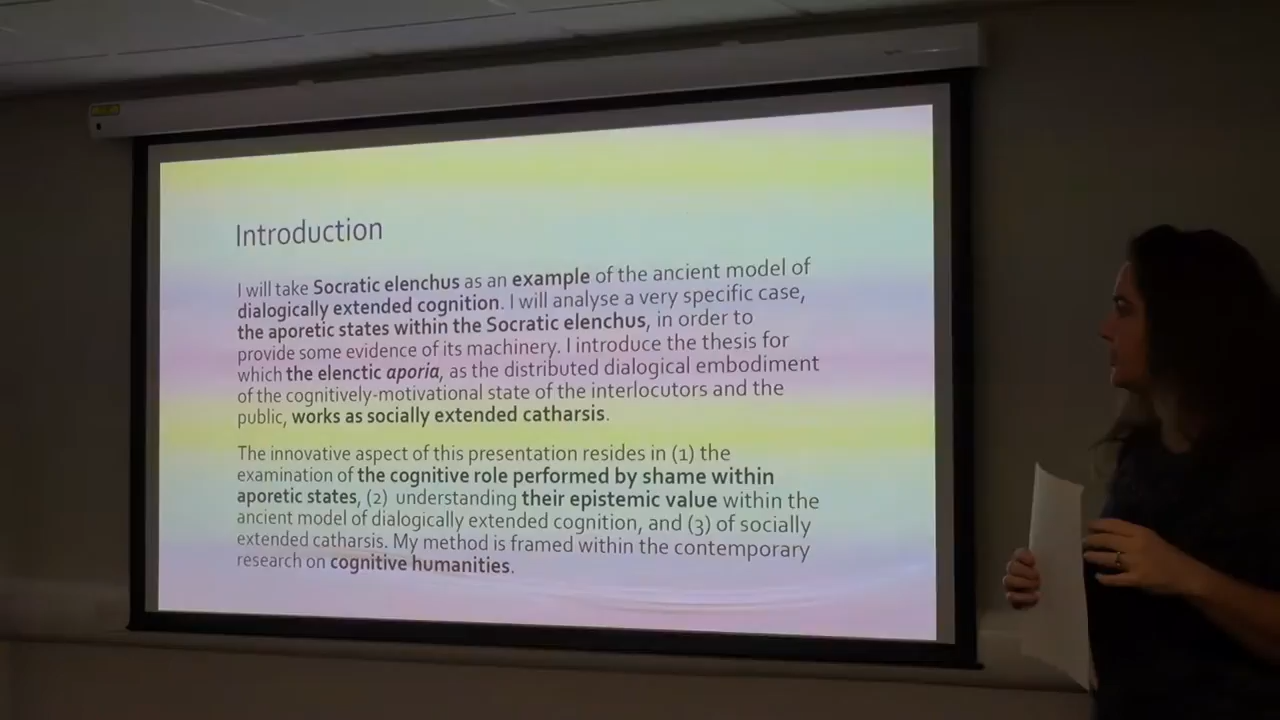 Introduction
I will take Socratic elenchus as an example of the ancient model of
dialogically extended cognition. I will analyse a very specific case,
the aporetic states within the Socratic elenchus, in order to
provide some evidence of its machinery. I introduce the thesis for
which the elenctic aporia, as the distributed dialogical embodiment
of the cognitively-motivational state of the interlocutors and the
public, works as socially extended catharsis.
The innovative aspect of this presentation resides in (1) the
examination of the cognitive role performed by shame within
aporetic states, (2) understanding their epistemic value within the
ancient model of dialogically extended cognition, and (3) of socially
extended catharsis. My method is framed within the contemporary
research on cognitive humanities.